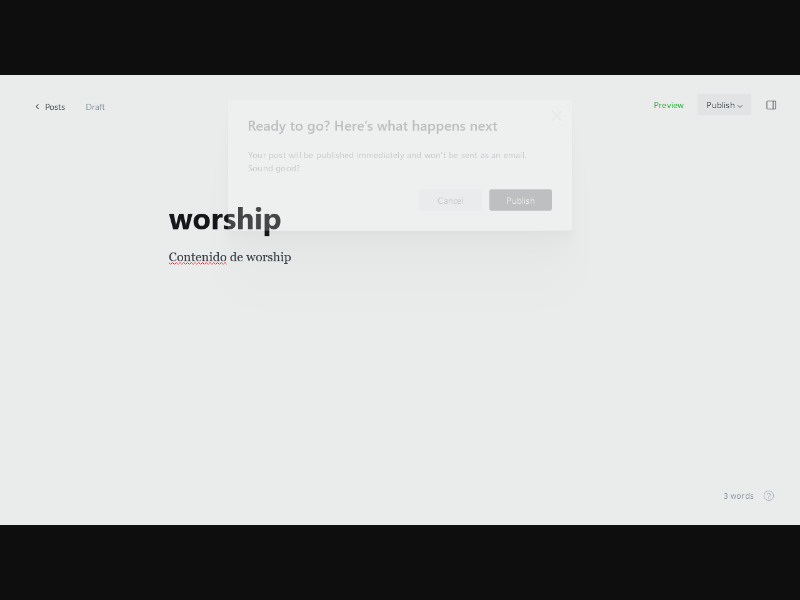 Posts Draft Preview Publish
Ready to go? Here's what happens next
Your post will be published immediately and won't be sent as an email.
Sound good?
Cancel Publish
worship
Contenido de worship
3 words ?